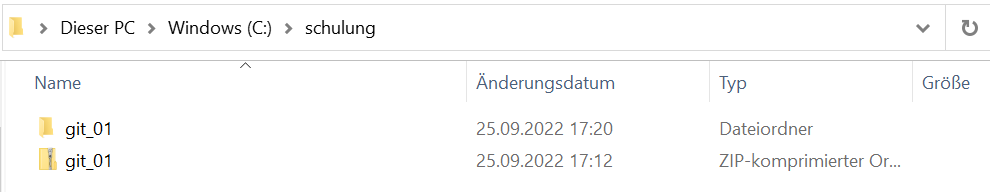 Dieser PC > Windows (C:) > schulung
Name Änderungsdatum Typ Größe
git_01 25.09.2022 17:20 Dateiordner
git_01 25.09.2022 17:12 ZIP-komprimierter Or...